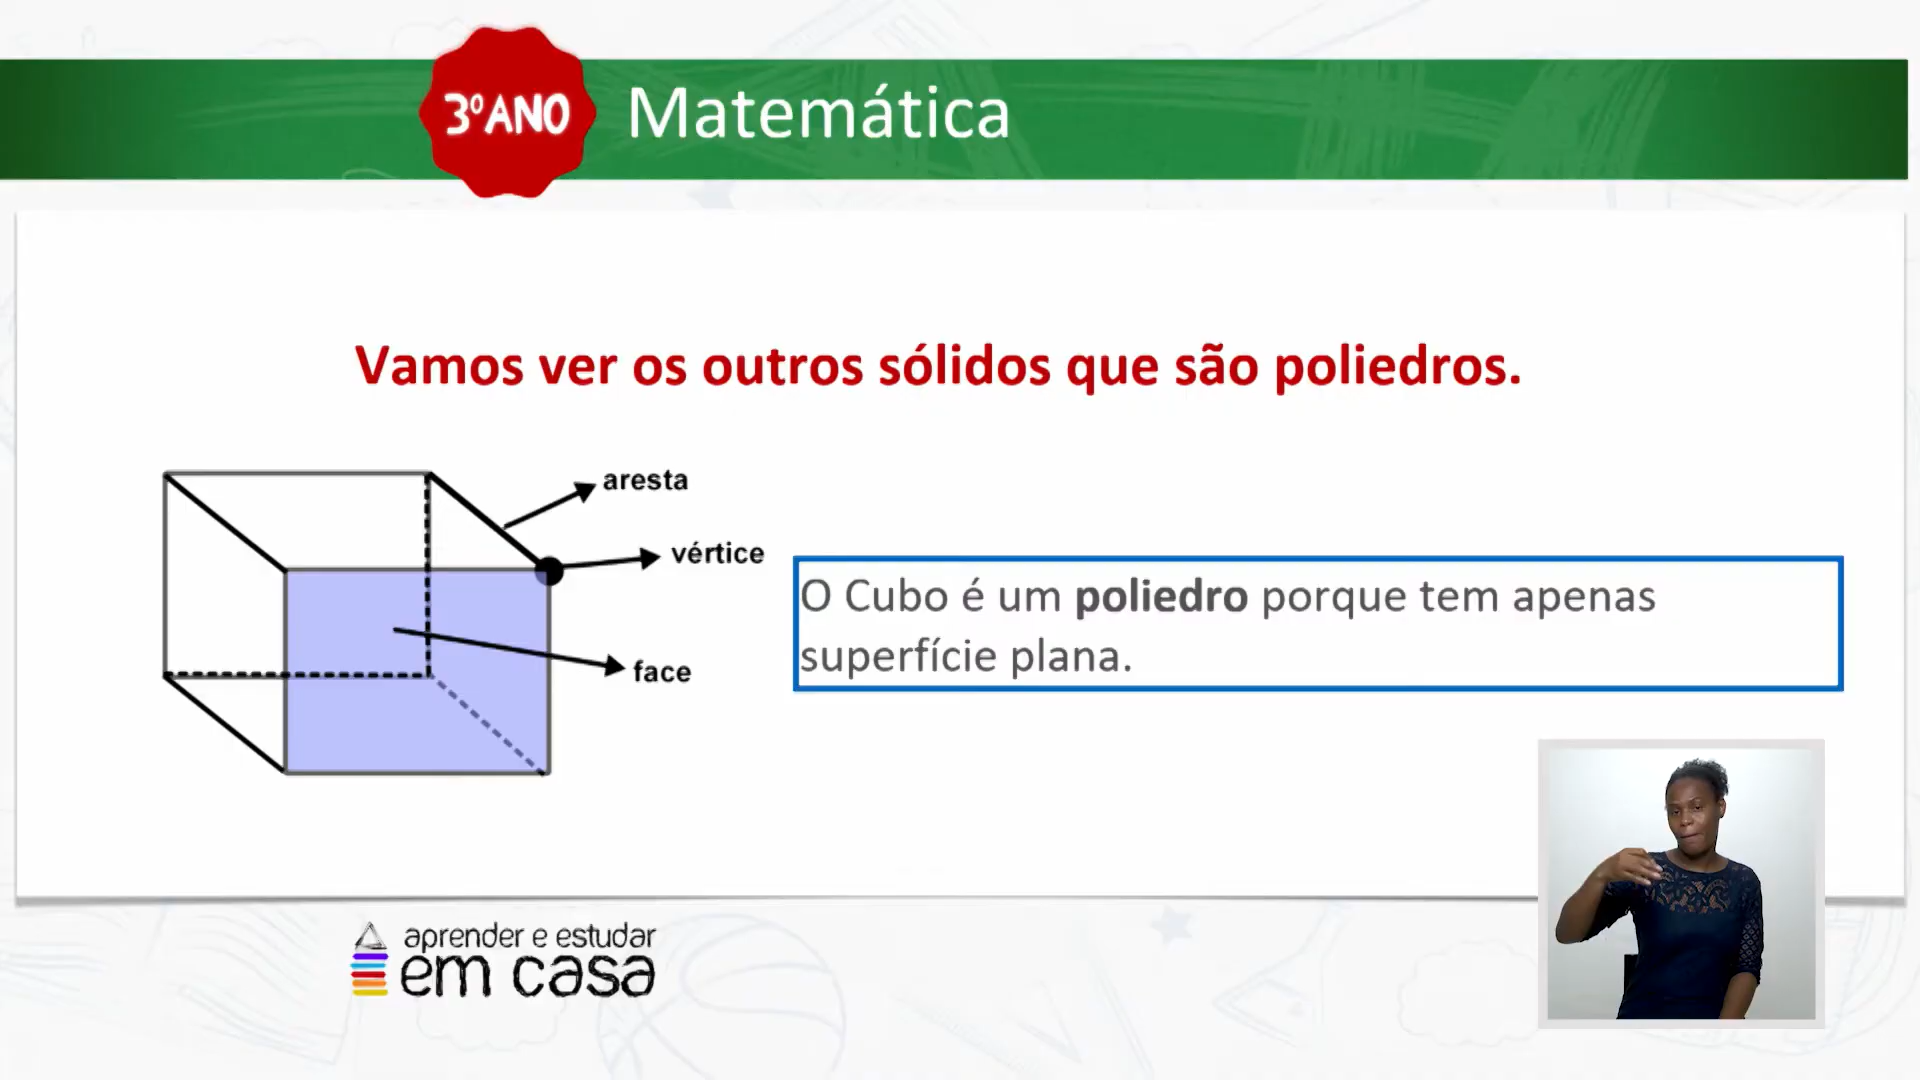 3ºANO
Matemática
Vamos ver os outros sólidos que são poliedros.
aresta
vértice
face
O Cubo é um poliedro porque tem apenas
superfície plana.
aprender e estudar
em casa